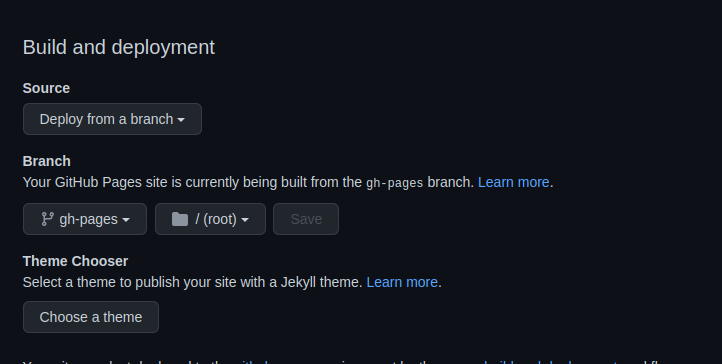 Build and deployment
Source
Deploy from a branch
Branch
Your GitHub Pages site is currently being built from the gh-pages branch. Learn more.
gh-pages / (root) Save
Theme Chooser
Select a theme to publish your site with a Jekyll theme. Learn more.
Choose a theme